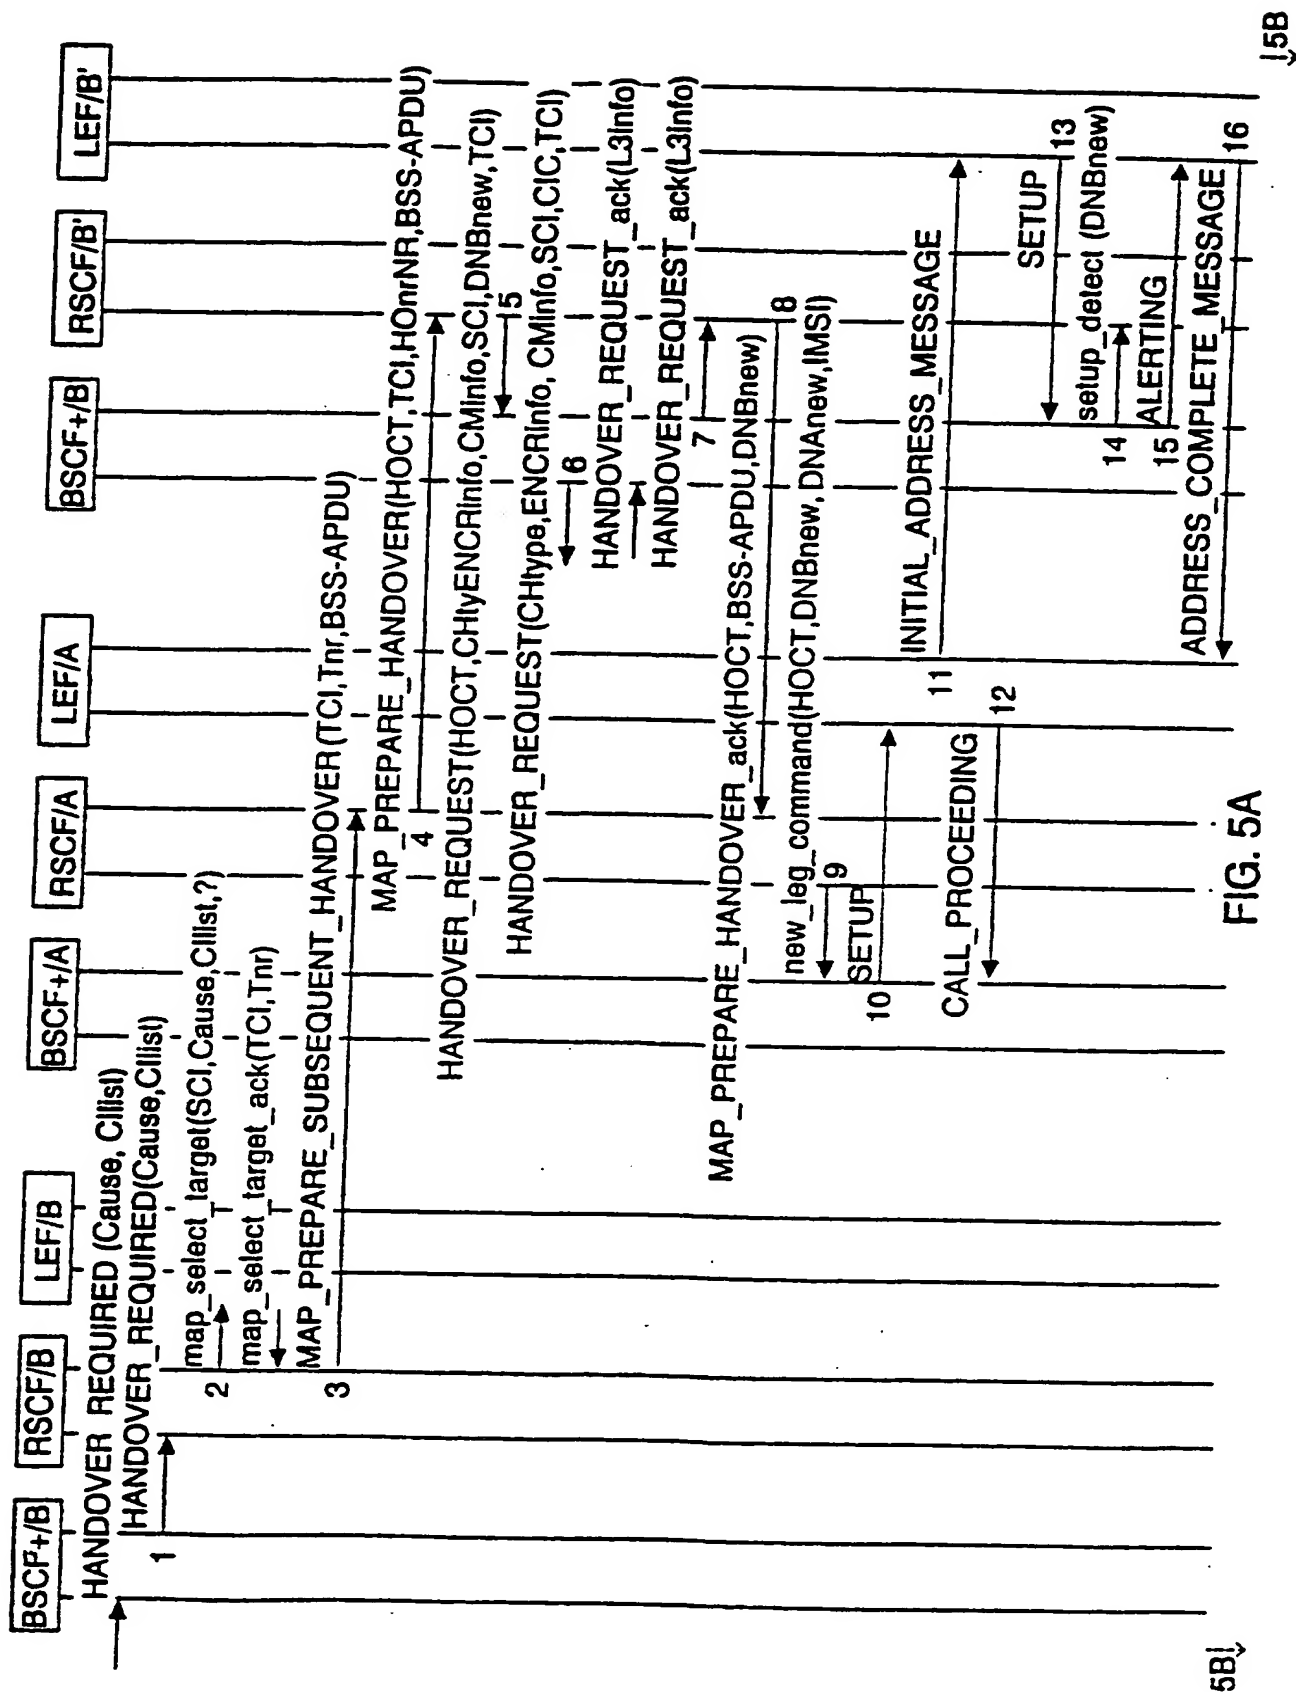 BSCF+/B
RSCF/B
LEF/B
BSCF+/A
RSCF/A
LEF/A
BSCF+/B
RSCF/B'
LEF/B'
HANDOVER REQUIRED (Cause, CIlist)
HANDOVER_REQUIRED(Cause,CIlist)
1
map_select_target(SCI,Cause,CIlist,?)
2
map_select_target_ack(TCI,Tnr)
MAP_PREPARE_SUBSEQUENT_HANDOVER(TCI,Tnr,BSS-APDU)
3
MAP_PREPARE_HANDOVER(HOCT,TCI,HOnrNR,BSS-APDU)
4
HANDOVER_REQUEST(HOCT,CHtyENCRinfo,CMinfo,SCI,DNBnew,TCI)
15
HANDOVER_REQUEST(CHtype,ENCRinfo, CMinfo,SCI,CIC,TCI)
6
HANDOVER_REQUEST_ack(L3Info)
HANDOVER_REQUEST_ack(L3Info)
7
MAP_PREPARE_HANDOVER_ack(HOCT,BSS-APDU,DNBnew)
8
new_leg_command(HOCT,DNBnew, DNAnew,IMSI)
9
SETUP
10
INITIAL_ADDRESS_MESSAGE
11
CALL_PROCEEDING
12
SETUP
13
setup_detect (DNBnew)
14
ALERTING
15
ADDRESS_COMPLETE_MESSAGE
16
5B
5B
FIG. 5A